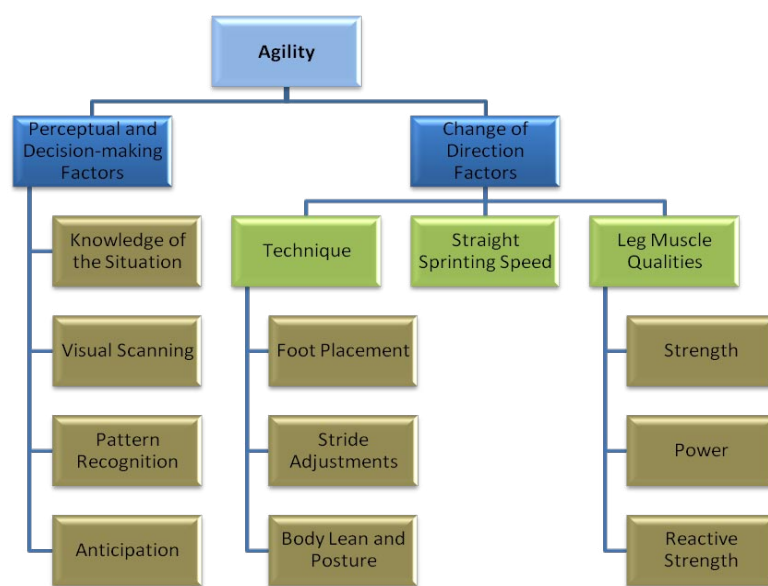 Agility
Perceptual and
Decision-making
Factors
Change of
Direction
Factors
Knowledge of
the Situation
Technique
Straight
Sprinting Speed
Leg Muscle
Qualities
Visual Scanning
Foot Placement
Strength
Pattern
Recognition
Stride
Adjustments
Power
Anticipation
Body Lean and
Posture
Reactive
Strength